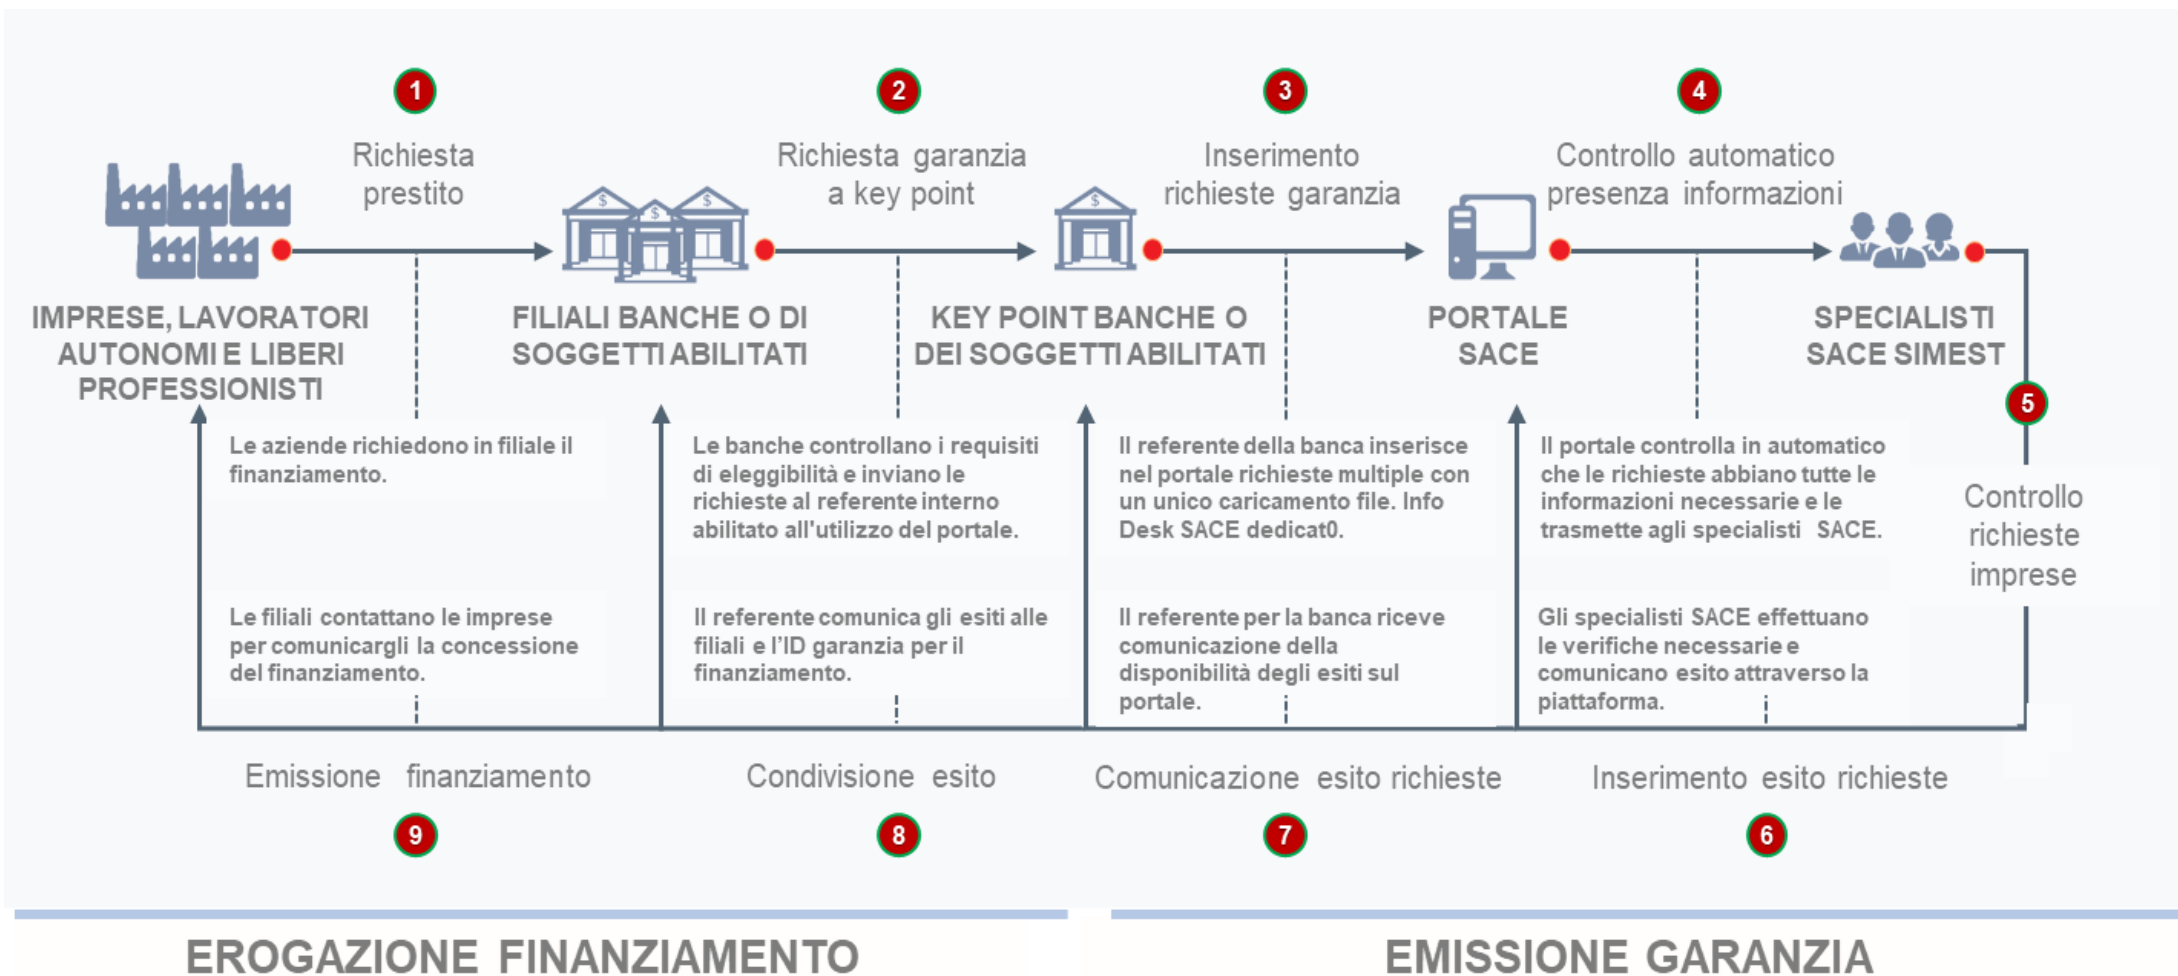 1
Richiesta
prestito
2
Richiesta garanzia
a key point
3
Inserimento
richieste garanzia
4
Controllo automatico
presenza informazioni
$
$
$
$
IMPRESE, LAVORATORI
AUTONOMI E LIBERI
PROFESSIONISTI
FILIALI BANCHE O DI
SOGGETTI ABILITATI
KEY POINT BANCHE O
DEI SOGGETTI ABILITATI
PORTALE
SACE
SPECIALISTI
SACE SIMEST
5
Controllo
richieste
imprese
Le aziende richiedono in filiale il
finanziamento.
Le banche controllano i requisiti
di eleggibilità e inviano le
richieste al referente interno
abilitato all'utilizzo del portale.
Il referente della banca inserisce
nel portale richieste multiple con
un unico caricamento file. Info
Desk SACE dedicat0.
Il portale controlla in automatico
che le richieste abbiano tutte le
informazioni necessarie e le
trasmette agli specialisti SACE.
Le filiali contattano le imprese
per comunicargli la concessione
del finanziamento.
Il referente comunica gli esiti alle
filiali e l’ID garanzia per il
finanziamento.
Il referente per la banca riceve
comunicazione della
disponibilità degli esiti sul
portale.
Gli specialisti SACE effettuano
le verifiche necessarie e
comunicano esito attraverso la
piattaforma.
Emissione finanziamento
9
Condivisione esito
8
Comunicazione esito richieste
7
Inserimento esito richieste
6
EROGAZIONE FINANZIAMENTO
EMISSIONE GARANZIA